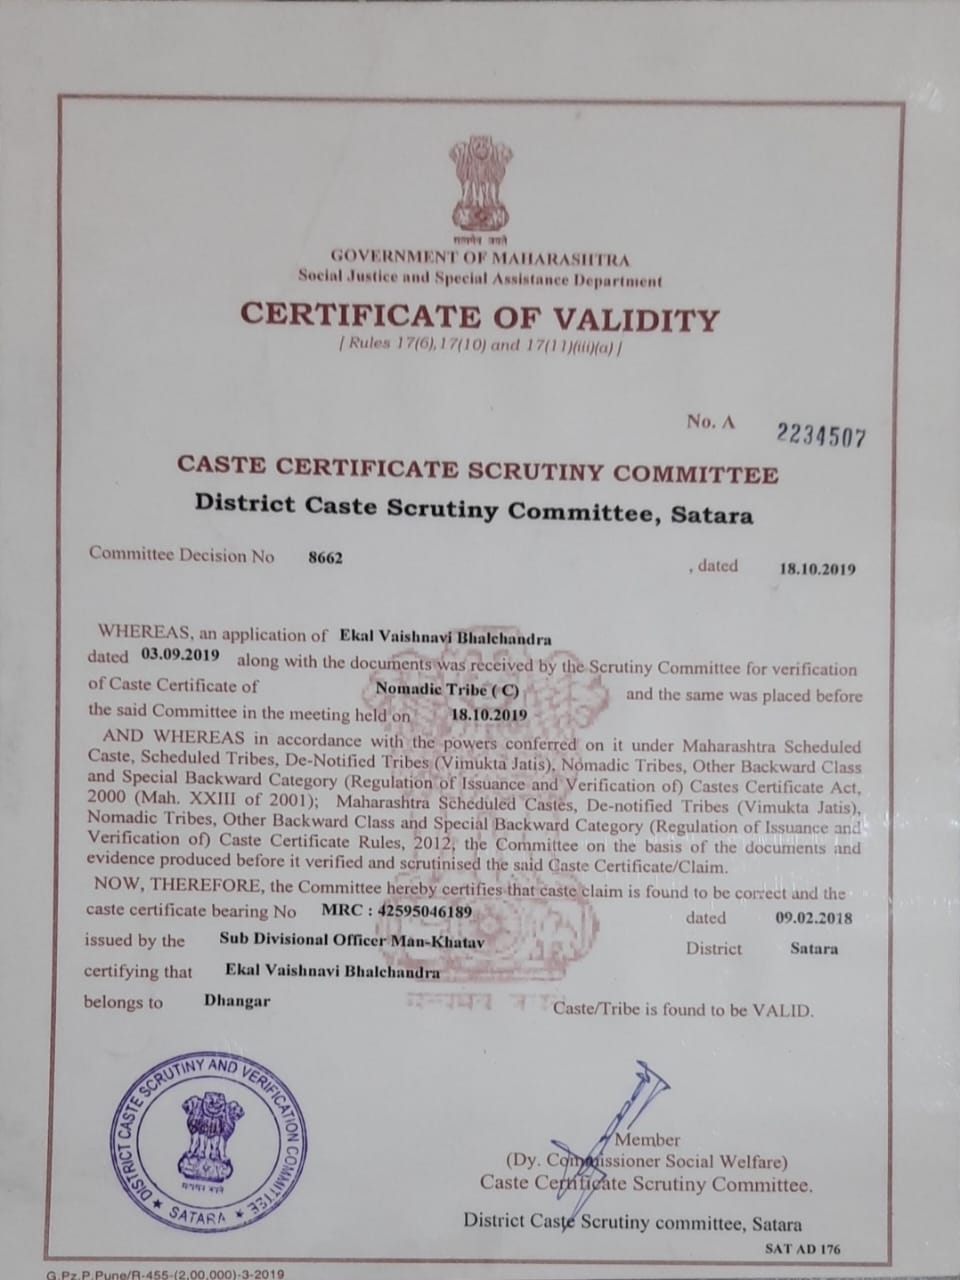 सत्यमेव जयते
GOVERNMENT OF MAHARASHTRA
Social Justice and Special Assistance Department
CERTIFICATE OF VALIDITY
[ Rules 17(6),17(10) and 17(11)(iii)(a) ]
No. A 2234507
CASTE CERTIFICATE SCRUTINY COMMITTEE
District Caste Scrutiny Committee, Satara
Committee Decision No 8662 , dated 18.10.2019
WHEREAS, an application of Ekal Vaishnavi Bhalchandra
dated 03.09.2019 along with the documents was received by the Scrutiny Committee for verification
of Caste Certificate of Nomadic Tribe ( C) and the same was placed before
the said Committee in the meeting held on 18.10.2019
AND WHEREAS in accordance with the powers conferred on it under Maharashtra Scheduled
Caste, Scheduled Tribes, De-Notified Tribes (Vimukta Jatis), Nomadic Tribes, Other Backward Class
and Special Backward Category (Regulation of Issuance and Verification of) Castes Certificate Act,
2000 (Mah. XXIII of 2001); Maharashtra Scheduled Castes, De-notified Tribes (Vimukta Jatis),
Nomadic Tribes, Other Backward Class and Special Backward Category (Regulation of Issuance and
Verification of) Caste Certificate Rules, 2012, the Committee on the basis of the documents and
evidence produced before it verified and scrutinised the said Caste Certificate/Claim.
NOW, THEREFORE, the Committee hereby certifies that caste claim is found to be correct and the
caste certificate bearing No MRC : 42595046189 dated 09.02.2018
issued by the Sub Divisional Officer Man-Khatav District Satara
certifying that Ekal Vaishnavi Bhalchandra
belongs to Dhangar Caste/Tribe is found to be VALID.
सत्यमेव जयते
DISTRICT CASTE SCRUTINY AND VERIFICATION COMMITTEE
★ SATARA ★
सत्यमेव जयते
Member
(Dy. Commissioner Social Welfare)
Caste Certificate Scrutiny Committee.
District Caste Scrutiny committee, Satara
SAT AD 176
G.Pz.P.Pune/R-455-(2,00,000)-3-2019